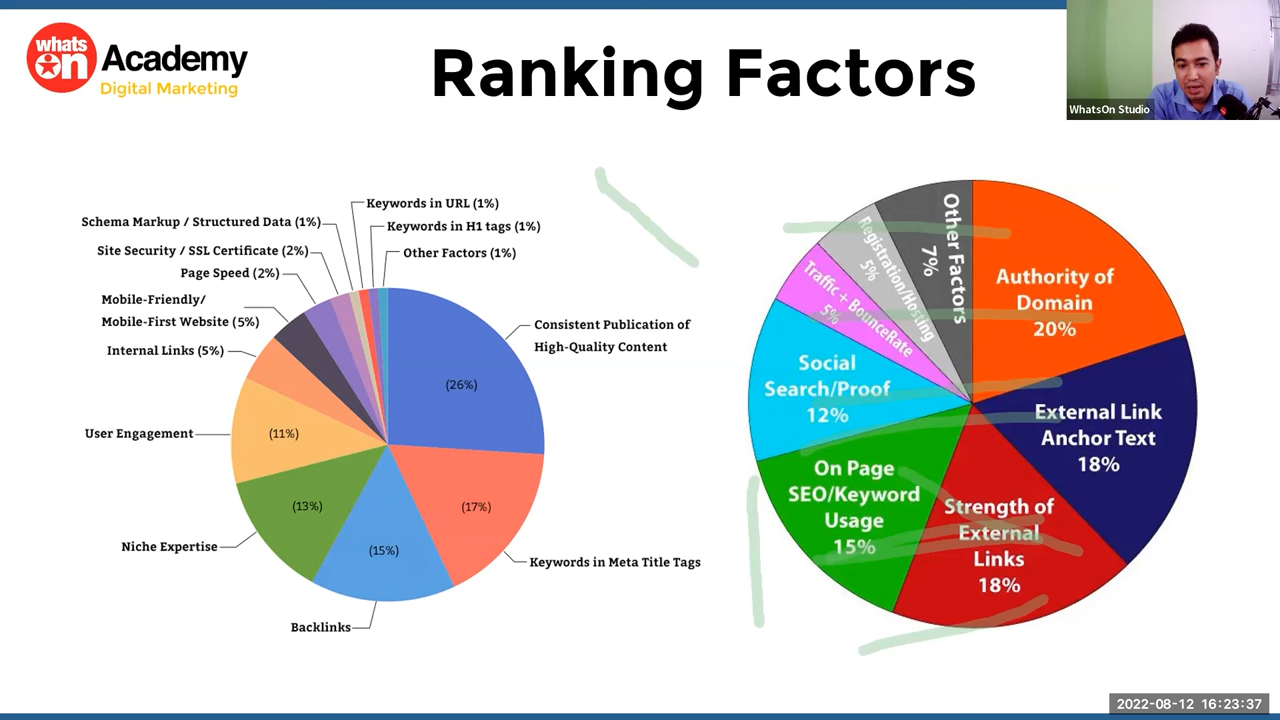 whats
on
Academy
Digital Marketing
Ranking Factors
WhatsOn Studio
Keywords in URL (1%)
Schema Markup / Structured Data (1%)
Keywords in H1 tags (1%)
Site Security / SSL Certificate (2%)
Other Factors (1%)
Page Speed (2%)
Mobile-Friendly/
Mobile-First Website (5%)
Internal Links (5%)
Consistent Publication of
High-Quality Content
(26%)
User Engagement
(11%)
(17%)
(13%)
Niche Expertise
(15%)
Keywords in Meta Title Tags
Backlinks
Other Factors
7%
Registration/Hosting
5%
Traffic + BounceRate
5%
Authority of
Domain
20%
Social
Search/Proof
12%
External Link
Anchor Text
18%
On Page
SEO/Keyword
Usage
15%
Strength of
External
Links
18%
2022-08-12 16:23:37